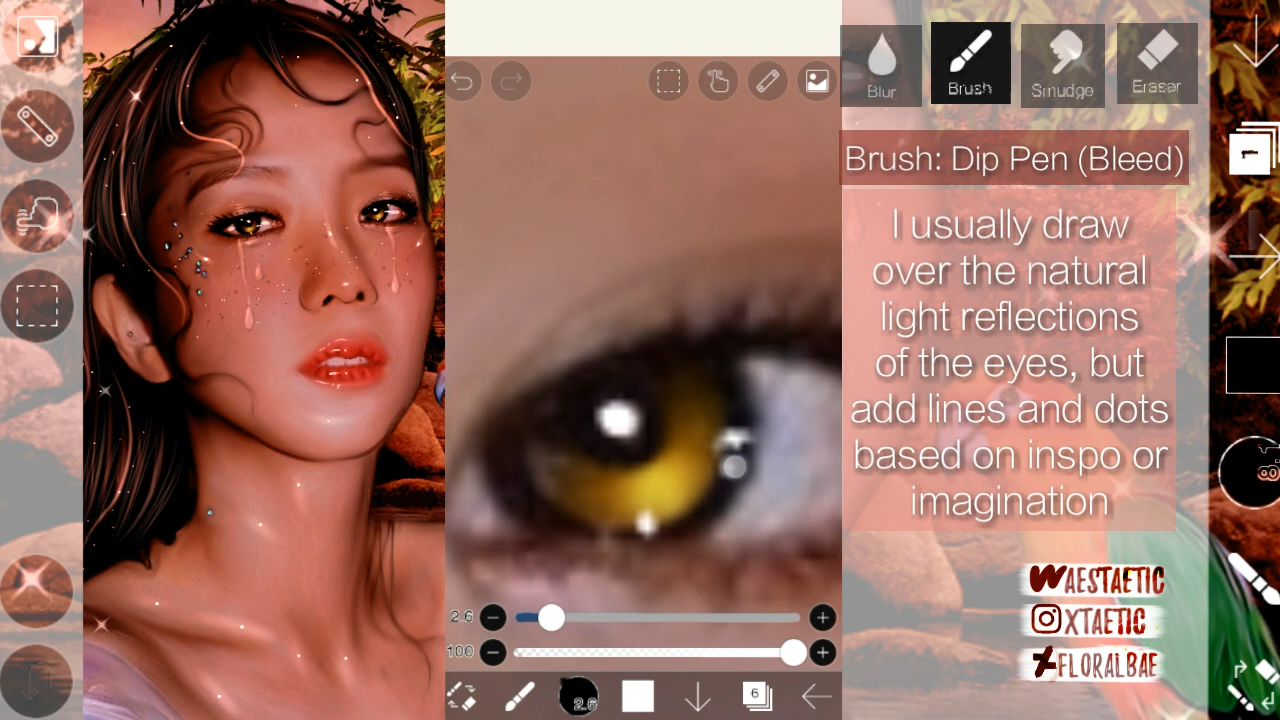 Blur
Brush
Smudge
Eraser
Brush: Dip Pen (Bleed)
I usually draw
over the natural
light reflections
of the eyes, but
add lines and dots
based on inspo or
imagination
AESTAETIC
XTAETIC
FLORALBAE
2.6
100
2.6
6